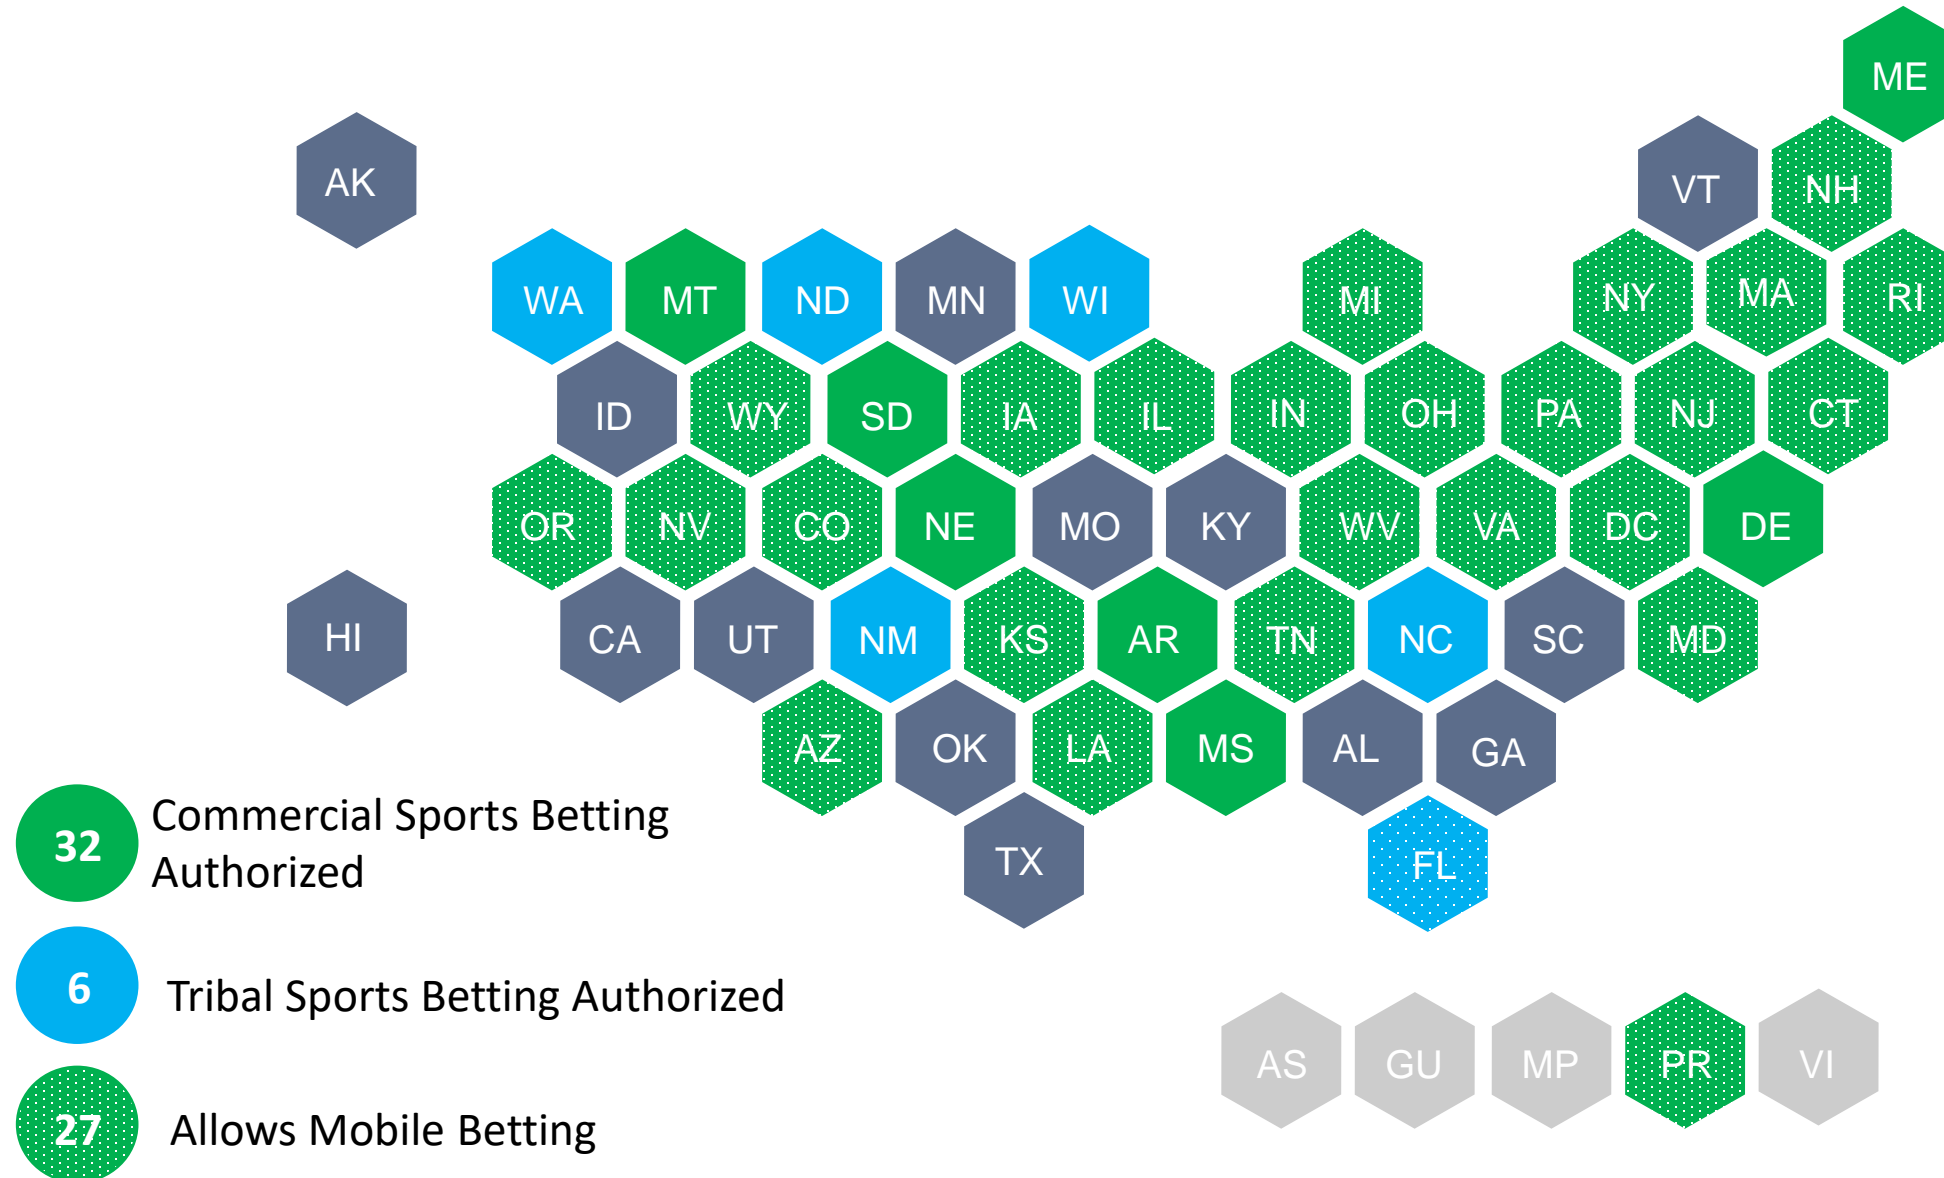 ME
AK
VT
NH
WA
MT
ND
MN
WI
MI
NY
MA
RI
ID
WY
SD
IA
IL
IN
OH
PA
NJ
CT
OR
NV
CO
NE
MO
KY
WV
VA
DC
DE
HI
CA
UT
NM
KS
AR
TN
NC
SC
MD
AZ
OK
LA
MS
AL
GA
TX
FL
32
Commercial Sports Betting
Authorized
6
Tribal Sports Betting Authorized
27
Allows Mobile Betting
AS
GU
MP
PR
VI